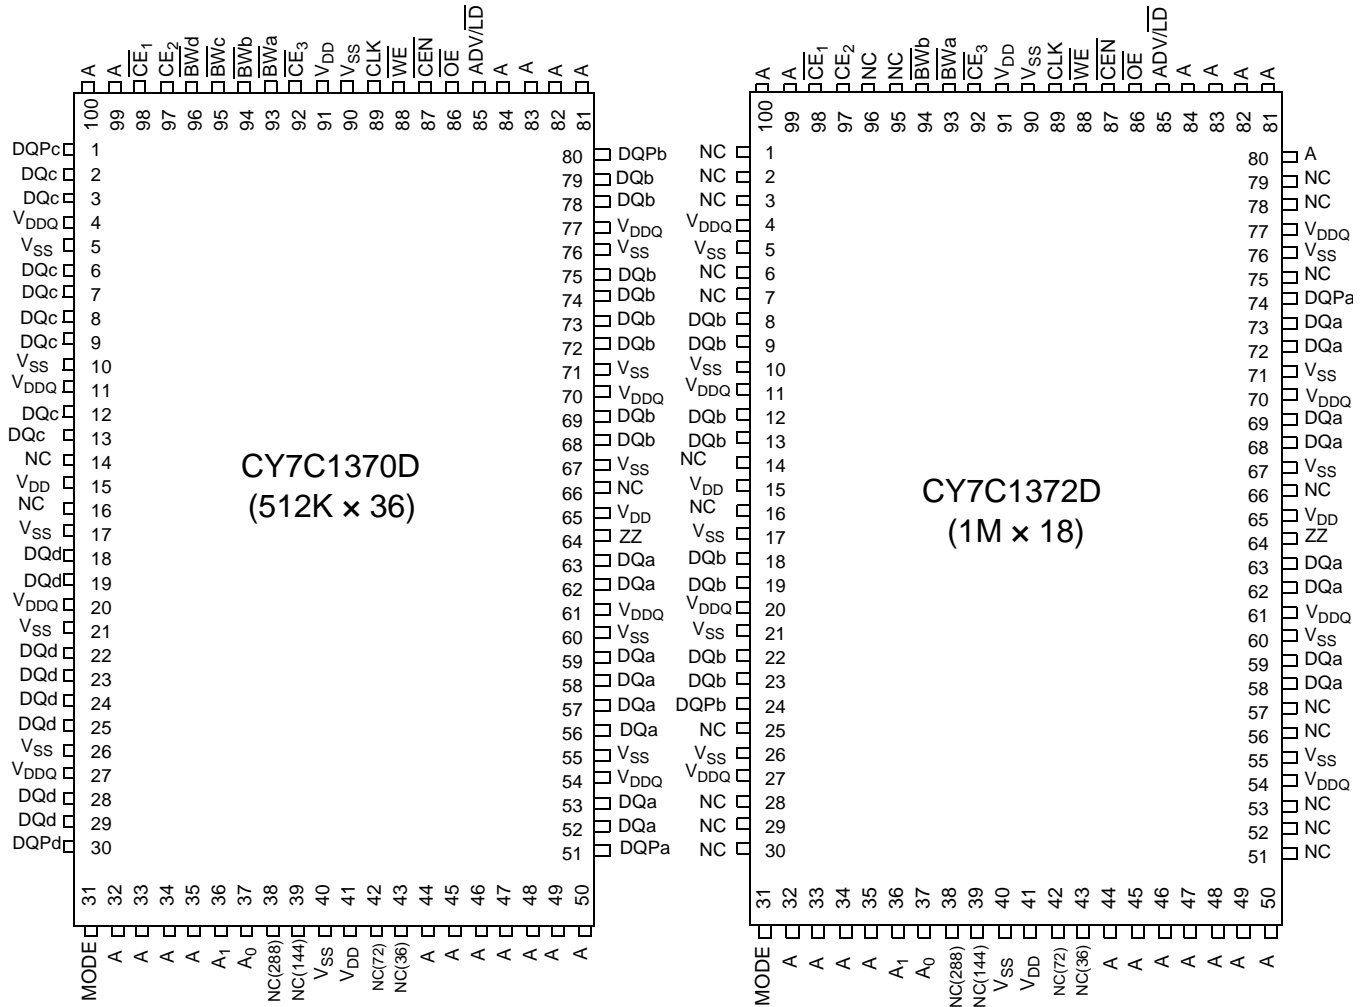 A A CE1 CE2 BWd BWc BWb BWa CE3 VDD VSS CLK WE CEN OE ADV/LD A A A A
100 99 98 97 96 95 94 93 92 91 90 89 88 87 86 85 84 83 82 81
DQPc 1
DQc 2
DQc 3
VDDQ 4
VSS 5
DQc 6
DQc 7
DQc 8
DQc 9
VSS 10
VDDQ 11
DQc 12
DQc 13
NC 14
VDD 15
NC 16
VSS 17
DQd 18
DQd 19
VDDQ 20
VSS 21
DQd 22
DQd 23
DQd 24
DQd 25
VSS 26
VDDQ 27
DQd 28
DQd 29
DQPd 30
CY7C1370D
(512K × 36)
80 DQPb
79 DQb
78 DQb
77 VDDQ
76 VSS
75 DQb
74 DQb
73 DQb
72 DQb
71 VSS
70 VDDQ
69 DQb
68 DQb
67 VSS
66 NC
65 VDD
64 ZZ
63 DQa
62 DQa
61 VDDQ
60 VSS
59 DQa
58 DQa
57 DQa
56 DQa
55 VSS
54 VDDQ
53 DQa
52 DQa
51 DQPa
31 32 33 34 35 36 37 38 39 40 41 42 43 44 45 46 47 48 49 50
MODE A A A A A1 A0 NC(288) NC(144) VSS VDD NC(72) NC(36) A A A A A A A
A A CE1 CE2 NC NC BWb BWa CE3 VDD VSS CLK WE CEN OE ADV/LD A A A A
100 99 98 97 96 95 94 93 92 91 90 89 88 87 86 85 84 83 82 81
NC 1
NC 2
NC 3
VDDQ 4
VSS 5
NC 6
NC 7
DQb 8
DQb 9
VSS 10
VDDQ 11
DQb 12
DQb 13
NC 14
VDD 15
NC 16
VSS 17
DQb 18
DQb 19
VDDQ 20
VSS 21
DQb 22
DQb 23
DQPb 24
NC 25
VSS 26
VDDQ 27
NC 28
NC 29
NC 30
CY7C1372D
(1M × 18)
80 A
79 NC
78 NC
77 VDDQ
76 VSS
75 NC
74 DQPa
73 DQa
72 DQa
71 VSS
70 VDDQ
69 DQa
68 DQa
67 VSS
66 NC
65 VDD
64 ZZ
63 DQa
62 DQa
61 VDDQ
60 VSS
59 DQa
58 DQa
57 NC
56 NC
55 VSS
54 VDDQ
53 NC
52 NC
51 NC
31 32 33 34 35 36 37 38 39 40 41 42 43 44 45 46 47 48 49 50
MODE A A A A A1 A0 NC(288) NC(144) VSS VDD NC(72) NC(36) A A A A A A A